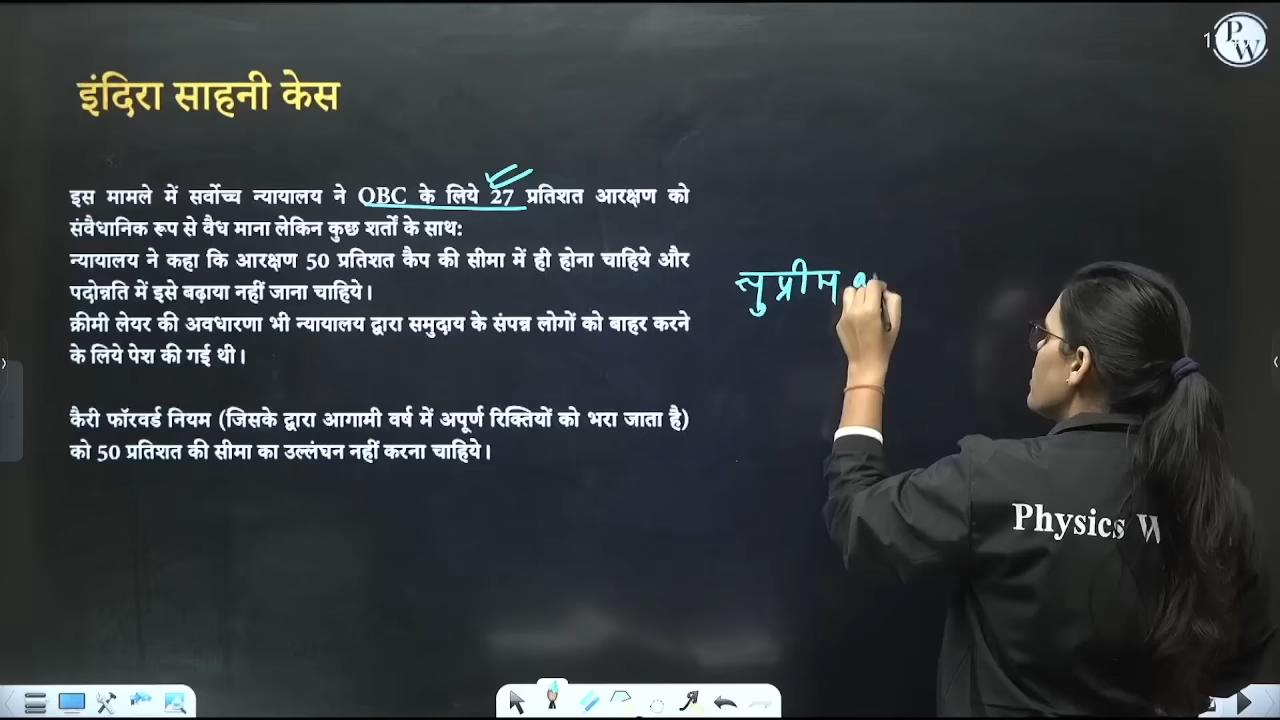 इंदिरा साहनी केस
इस मामले में सर्वोच्च न्यायालय ने OBC के लिये 27 प्रतिशत आरक्षण को
संवैधानिक रूप से वैध माना लेकिन कुछ शर्तों के साथ:
न्यायालय ने कहा कि आरक्षण 50 प्रतिशत कैप की सीमा में ही होना चाहिये और
पदोन्नति में इसे बढ़ाया नहीं जाना चाहिये।
क्रीमी लेयर की अवधारणा भी न्यायालय द्वारा समुदाय के संपन्न लोगों को बाहर करने
के लिये पेश की गई थी।
कैरी फॉरवर्ड नियम (जिसके द्वारा आगामी वर्ष में अपूर्ण रिक्तियों को भरा जाता है)
को 50 प्रतिशत की सीमा का उल्लंघन नहीं करना चाहिये।
सुप्रीम
Physics W
PW